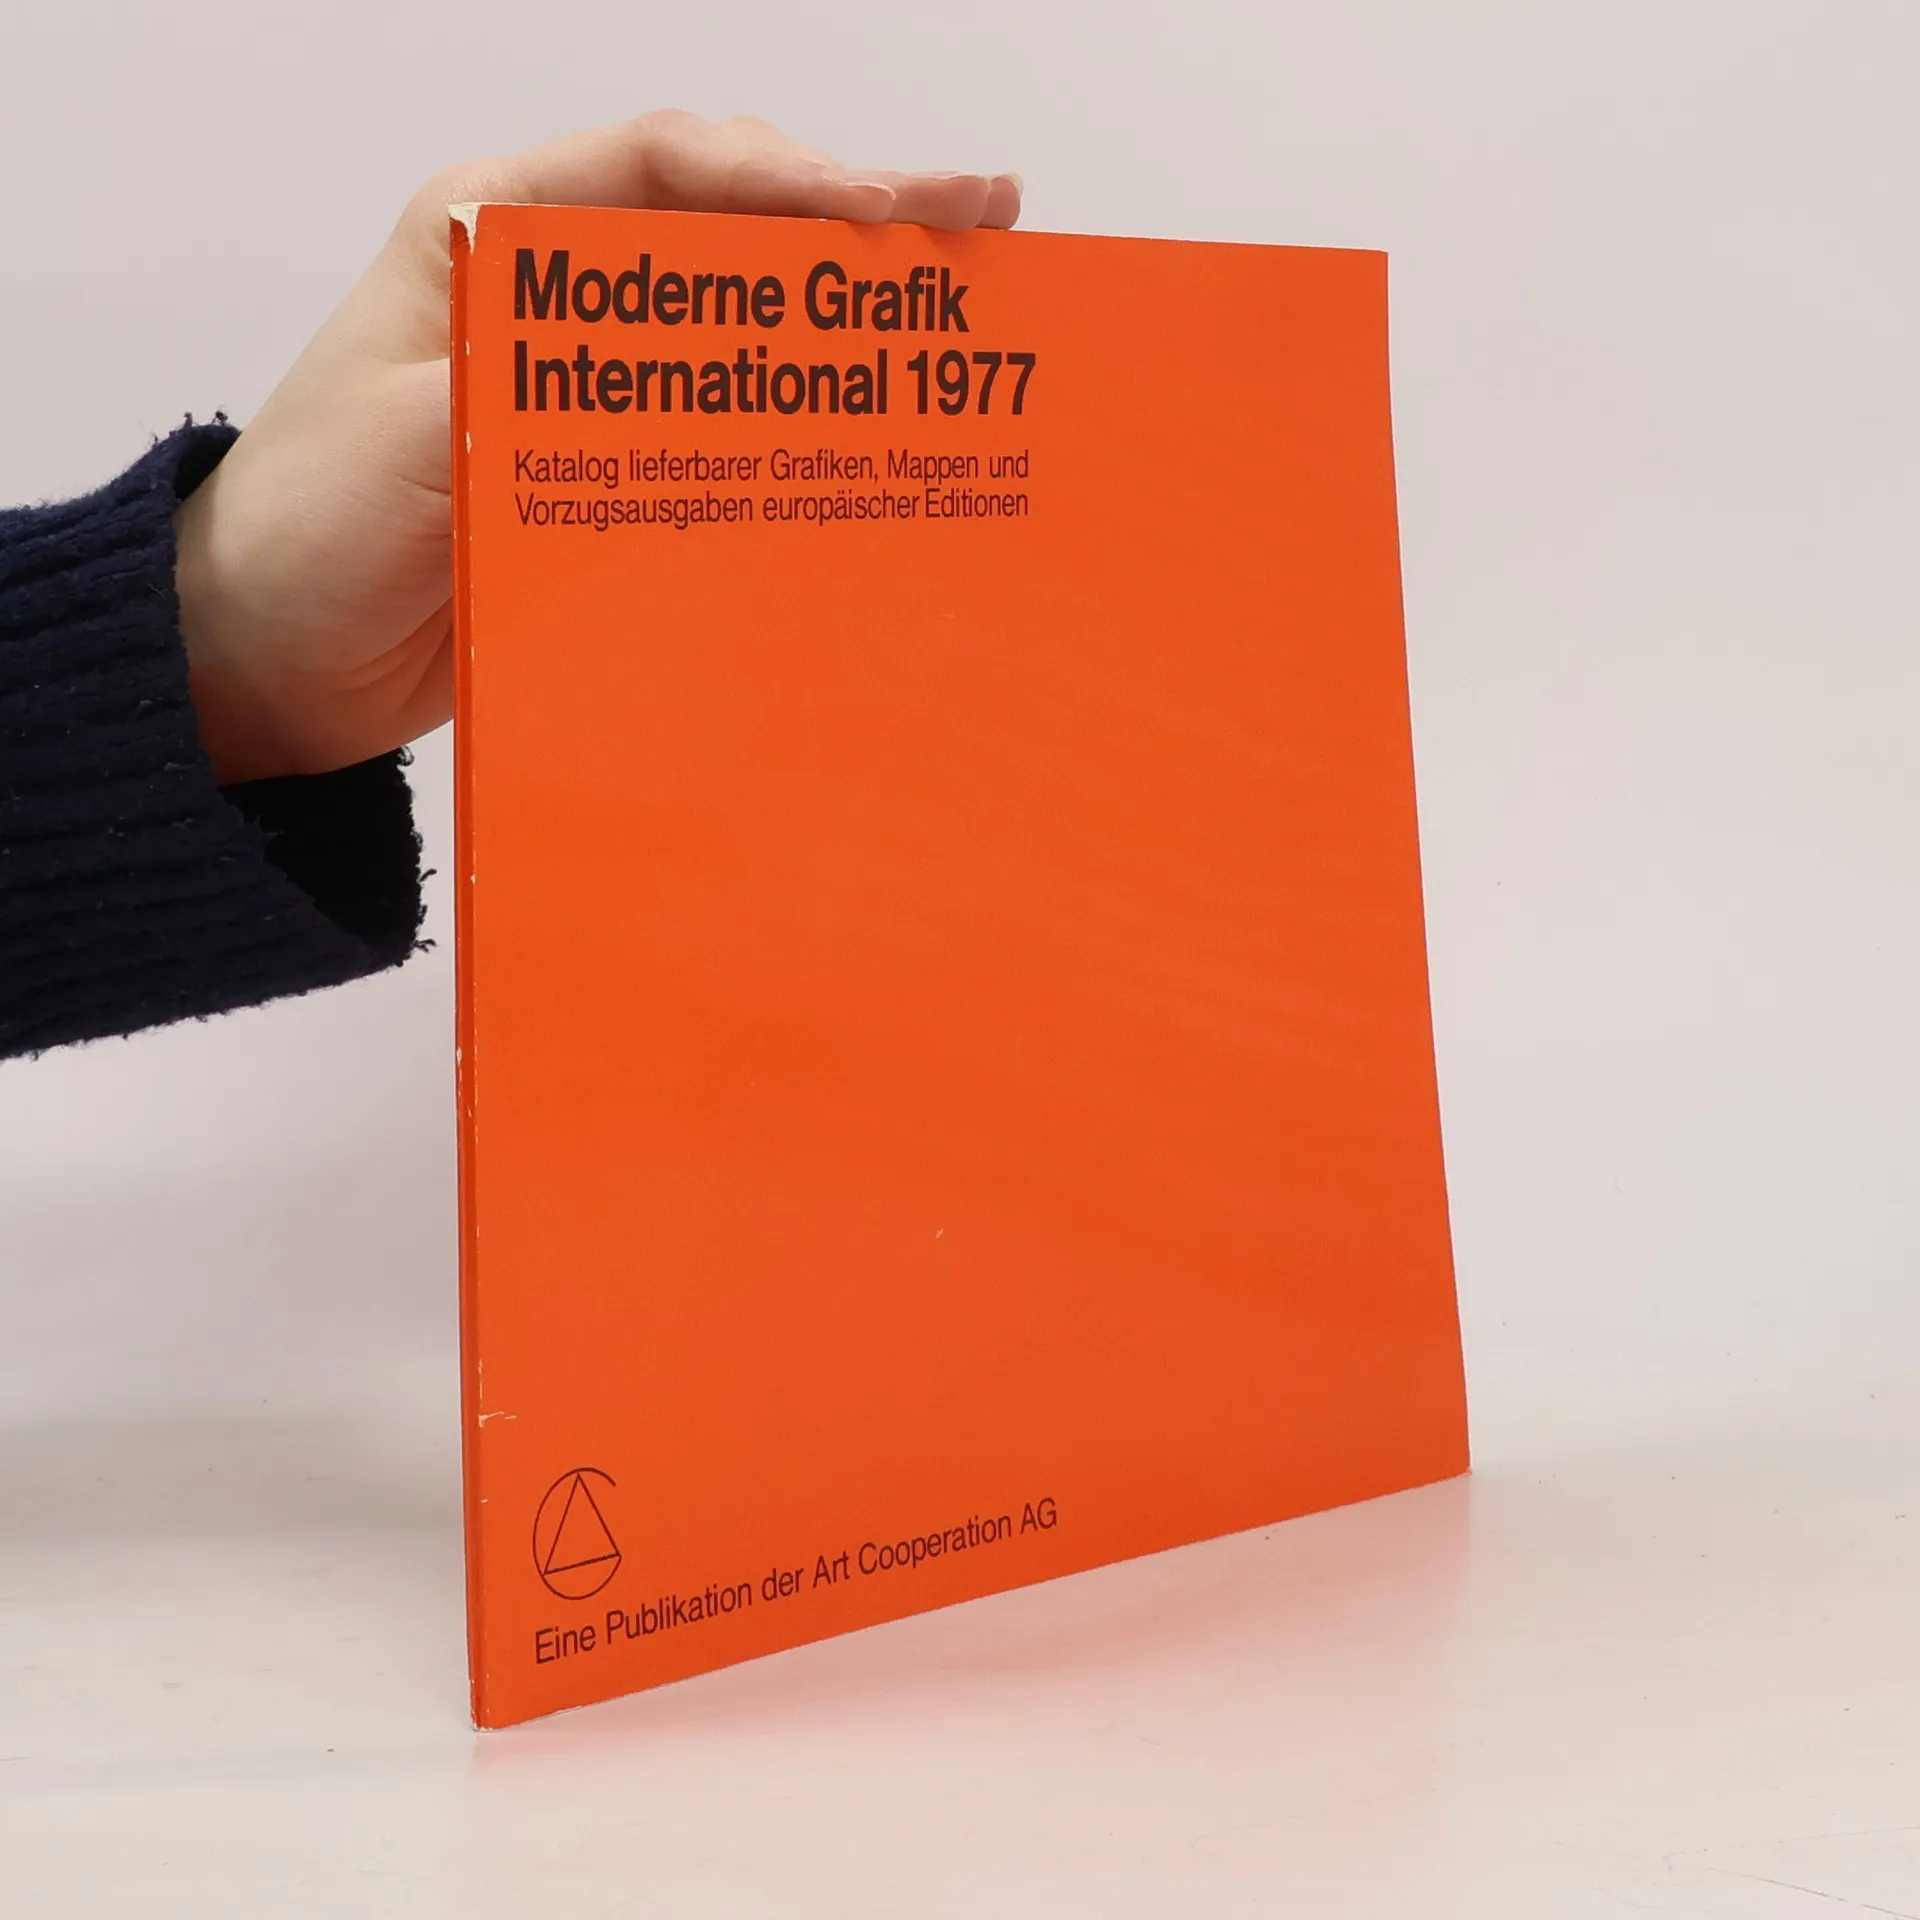 Moderne Grafik
International 1977
Katalog lieferbarer Grafiken, Mappen und
Vorzugsausgaben europäischer Editionen
Eine Publikation der Art Cooperation AG